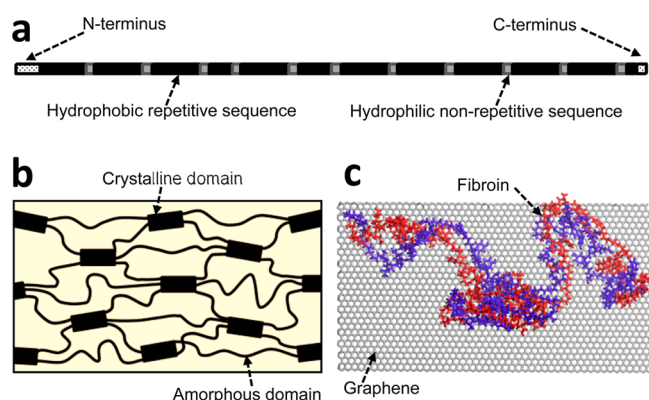 a
N-terminus
C-terminus
Hydrophobic repetitive sequence
Hydrophilic non-repetitive sequence
b
Crystalline domain
Amorphous domain
c
Fibroin
Graphene